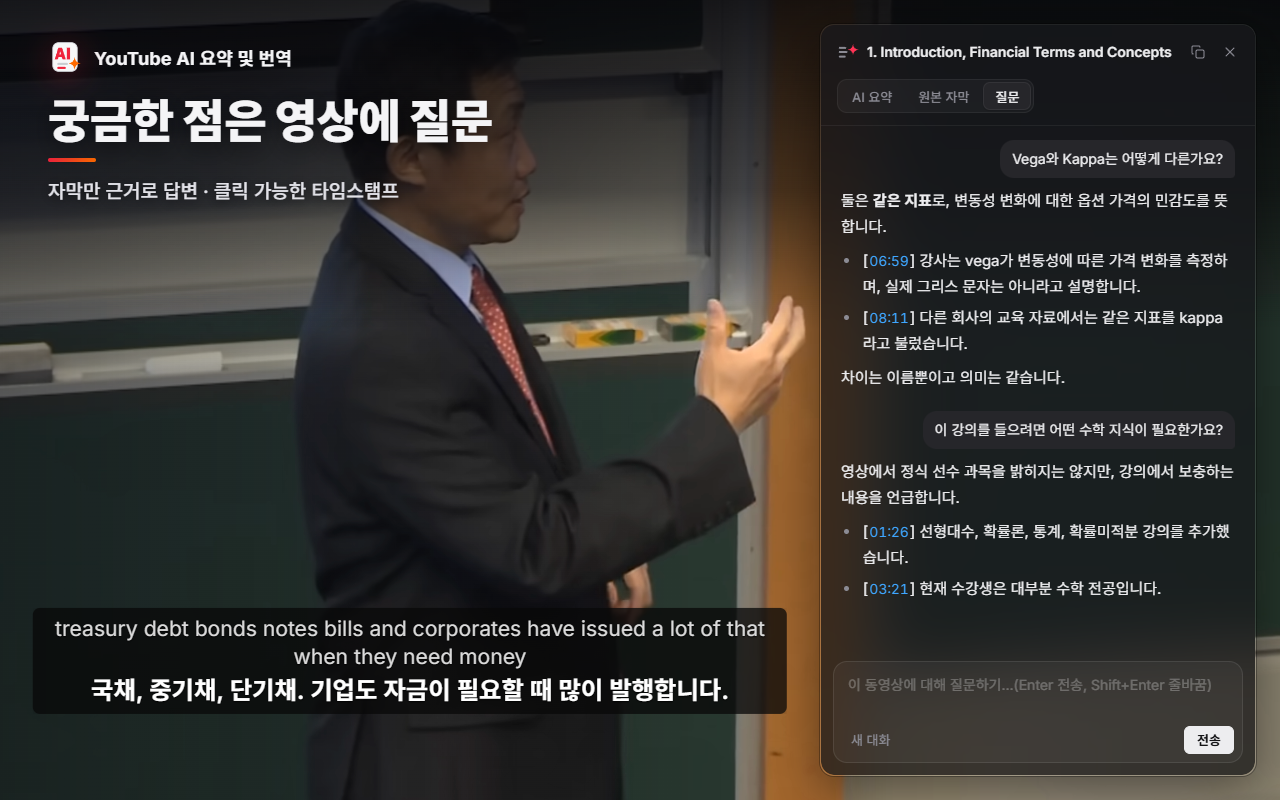 AI
YouTube AI 요약 및 번역
궁금한 점은 영상에 질문
자막만 근거로 답변 · 클릭 가능한 타임스탬프
treasury debt bonds notes bills and corporates have issued a lot of that
when they need money
국채, 중기채, 단기채. 기업도 자금이 필요할 때 많이 발행합니다.
1. Introduction, Financial Terms and Concepts
AI 요약 원본 자막 질문
Vega와 Kappa는 어떻게 다른가요?
둘은 같은 지표로, 변동성 변화에 대한 옵션 가격의 민감도를 뜻
합니다.
• [06:59] 강사는 vega가 변동성에 따른 가격 변화를 측정하
며, 실제 그리스 문자는 아니라고 설명합니다.
• [08:11] 다른 회사의 교육 자료에서는 같은 지표를 kappa
라고 불렀습니다.
차이는 이름뿐이고 의미는 같습니다.
이 강의를 들으려면 어떤 수학 지식이 필요한가요?
영상에서 정식 선수 과목을 밝히지는 않지만, 강의에서 보충하는
내용을 언급합니다.
• [01:26] 선형대수, 확률론, 통계, 확률미적분 강의를 추가했
습니다.
• [03:21] 현재 수강생은 대부분 수학 전공입니다.
이 동영상에 대해 질문하기...(Enter 전송, Shift+Enter 줄바꿈)
새 대화 전송